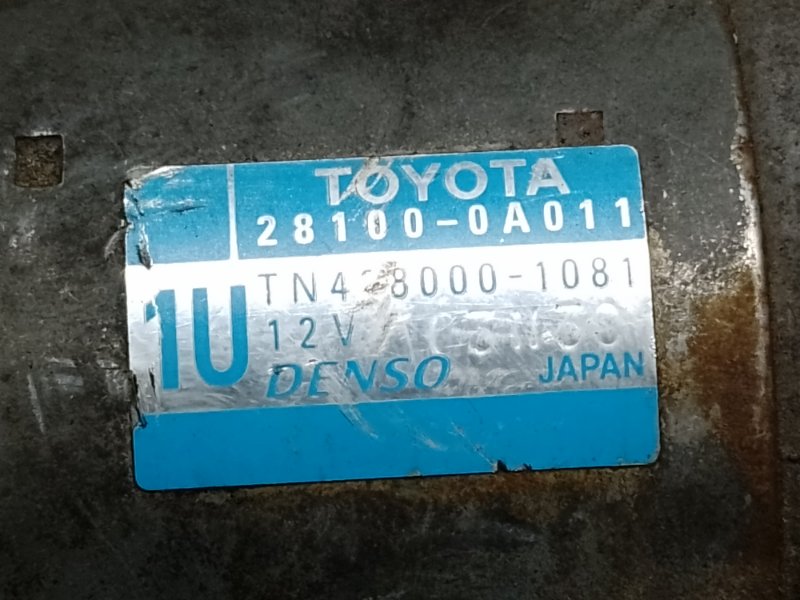 TOYOTA
28100-0A011
1U
TN428000-1081
12V
DENSO JAPAN